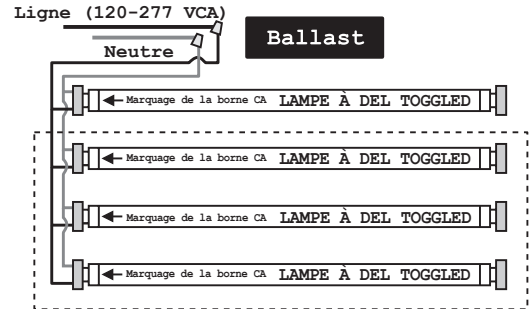 Ligne (120-277 VCA)
Ballast
Neutre
Marquage de la borne CA LAMPE À DEL TOGGLED
Marquage de la borne CA LAMPE À DEL TOGGLED
Marquage de la borne CA LAMPE À DEL TOGGLED
Marquage de la borne CA LAMPE À DEL TOGGLED